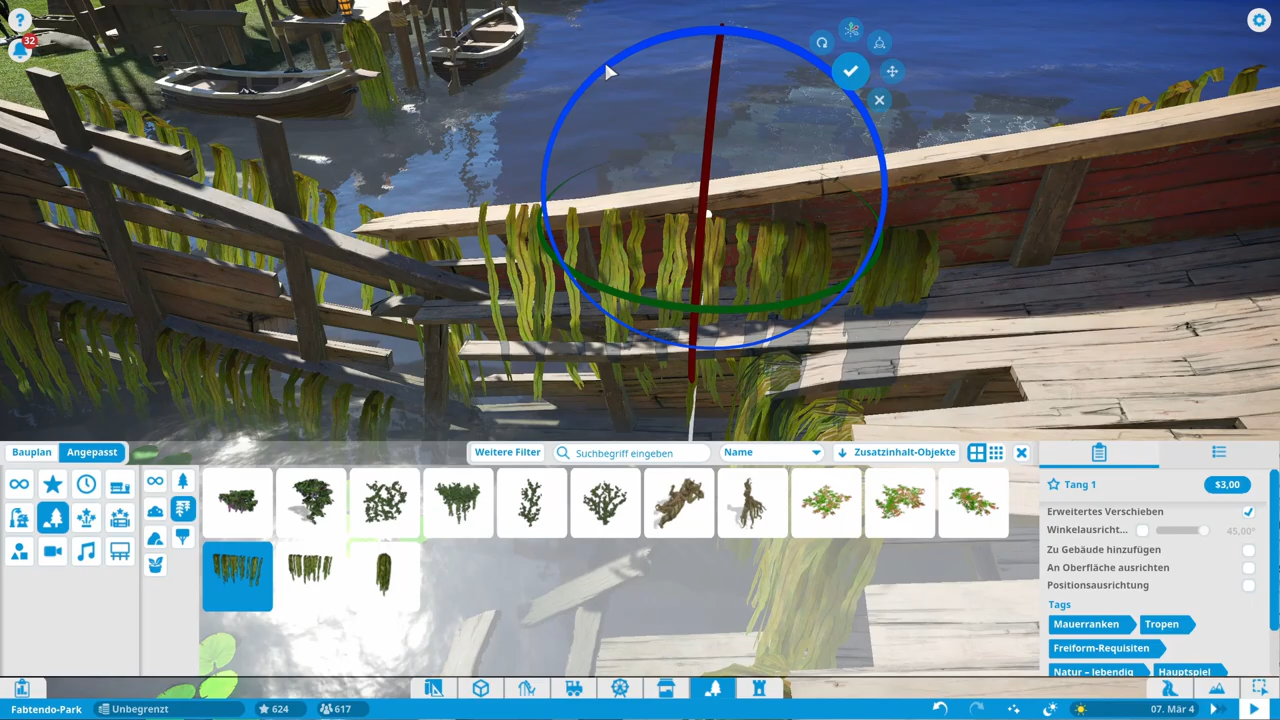 ?
32
Bauplan
Angepasst
Weitere Filter
Suchbegriff eingeben
Name
Zusatzinhalt-Objekte
Tang 1
$3,00
Erweitertes Verschieben
Winkelausricht...
45,00°
Zu Gebäude hinzufügen
An Oberfläche ausrichten
Positionsausrichtung
Tags
Mauerranken
Tropen
Freiform-Requisiten
Natur – lebendig
Hauptspiel
Fabtendo-Park
Unbegrenzt
624
617
07. Mär 4